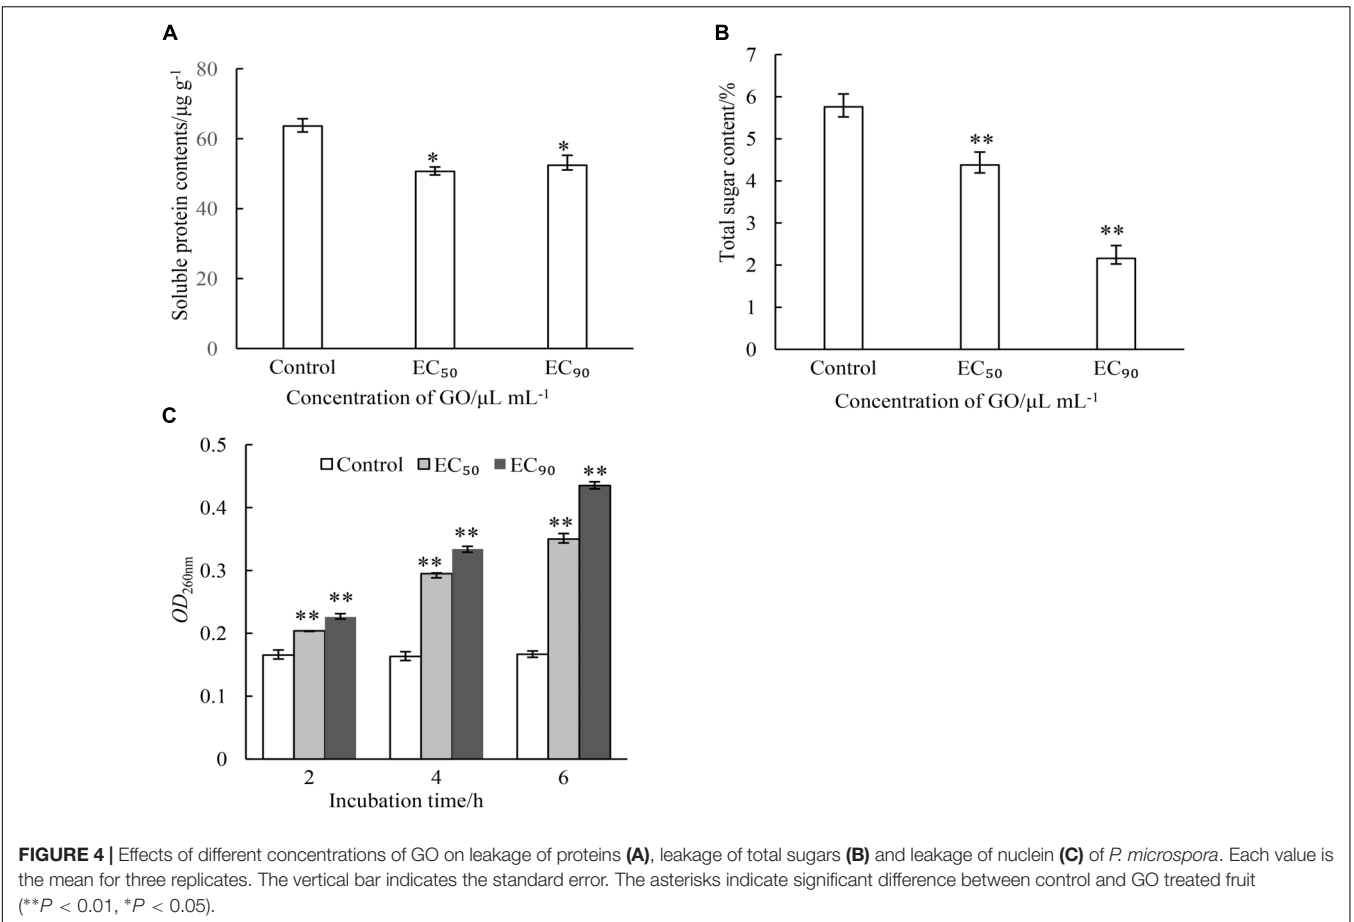 A
Soluble protein contents/μg g-1
80
60
40
20
0
* *
Control EC₅₀ EC₉₀
Concentration of GO/μL mL-1
B
Total sugar content/%
7
6
5
4
3
2
1
0
**
**
Control EC₅₀ EC₉₀
Concentration of GO/μL mL-1
C
OD260nm
0.5
0.4
0.3
0.2
0.1
0
Control EC₅₀ EC₉₀
** **
** **
** **
2 4 6
Incubation time/h
FIGURE 4 | Effects of different concentrations of GO on leakage of proteins (A), leakage of total sugars (B) and leakage of nuclein (C) of P. microspora. Each value is
the mean for three replicates. The vertical bar indicates the standard error. The asterisks indicate significant difference between control and GO treated fruit
(**P < 0.01, *P < 0.05).